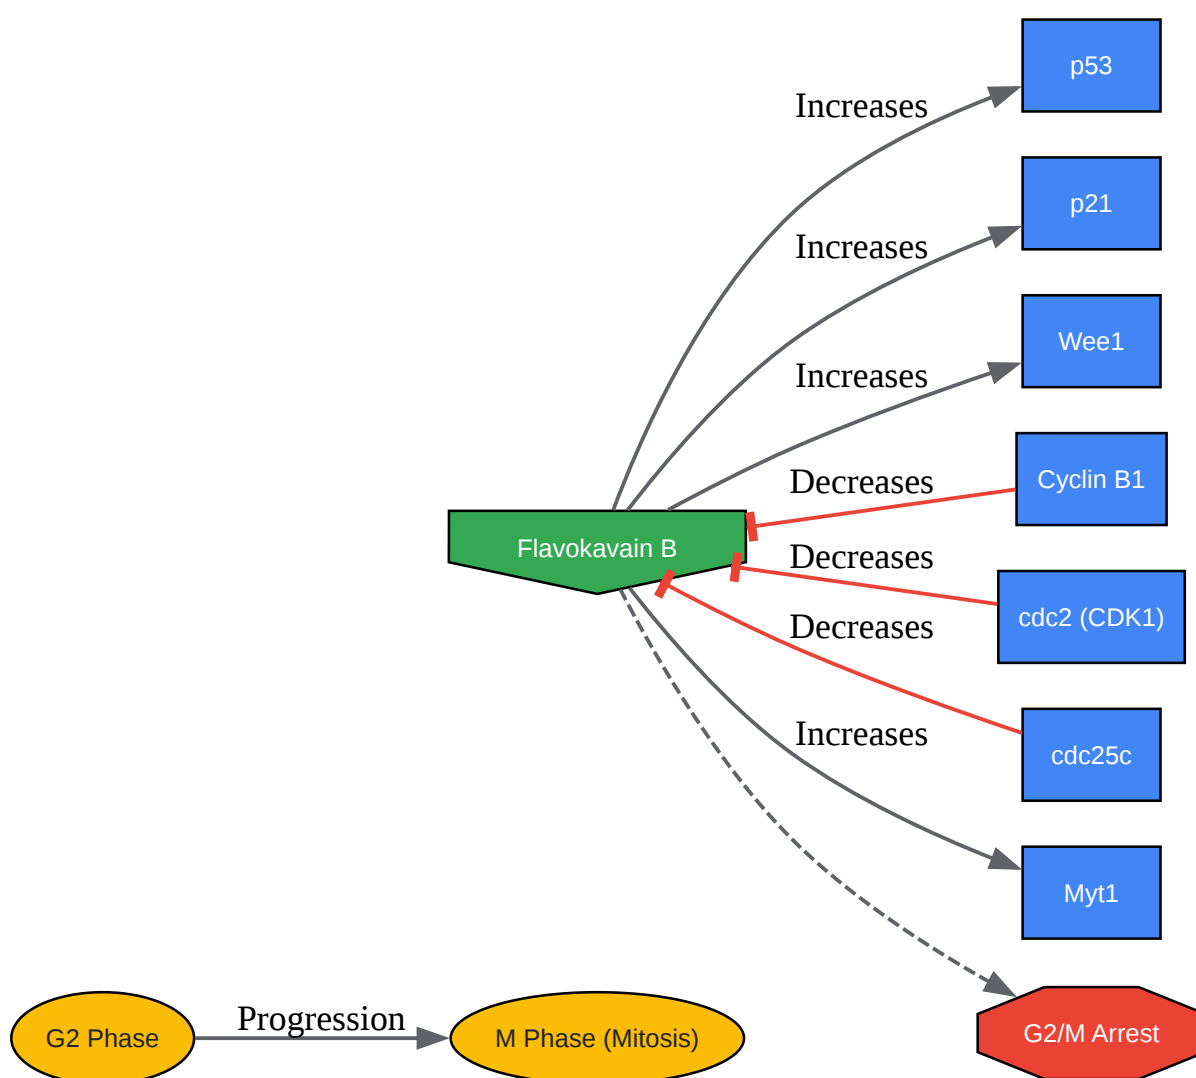 p53
Increases
p21
Increases
Wee1
Increases
Cyclin B1
Decreases
Flavokavain B
Decreases
cdc2 (CDK1)
Decreases
cdc25c
Increases
Myt1
G2 Phase
Progression
M Phase (Mitosis)
G2/M Arrest